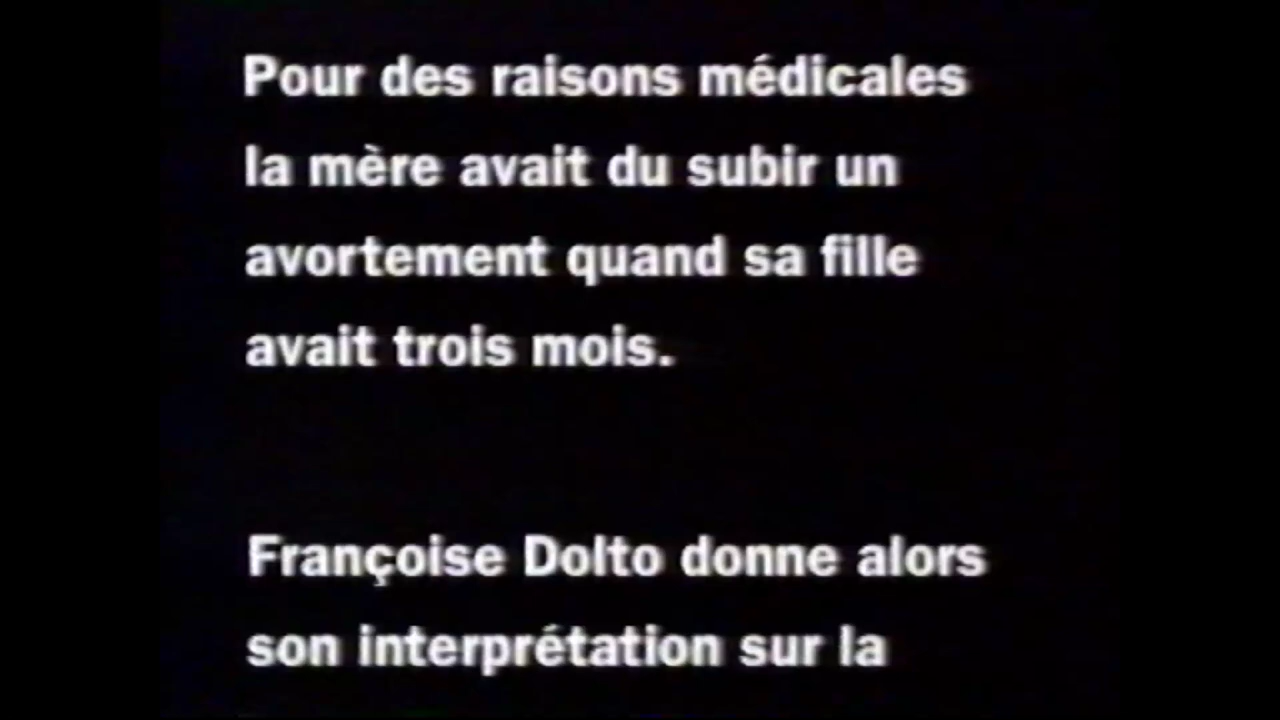 Pour des raisons médicales
la mère avait du subir un
avortement quand sa fille
avait trois mois.
Françoise Dolto donne alors
son interprétation sur la